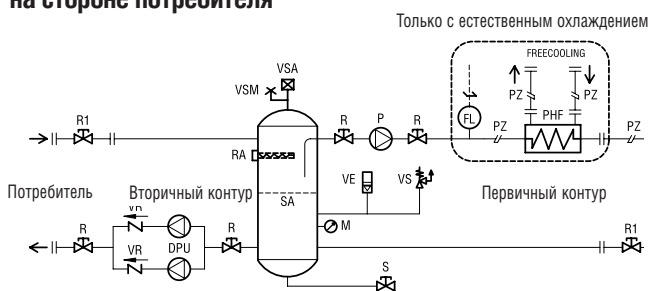 на стороне потребителя
Только с естественным охлаждением
FREECOOLING
VSA
VSM
PZ
PZ
R1
R
P
R
FL
PZ
PHF
PZ
RA
VE
VS
Потребитель
Вторичный контур
SA
Первичный контур
VR
R
R
M
R1
VR
DPU
S